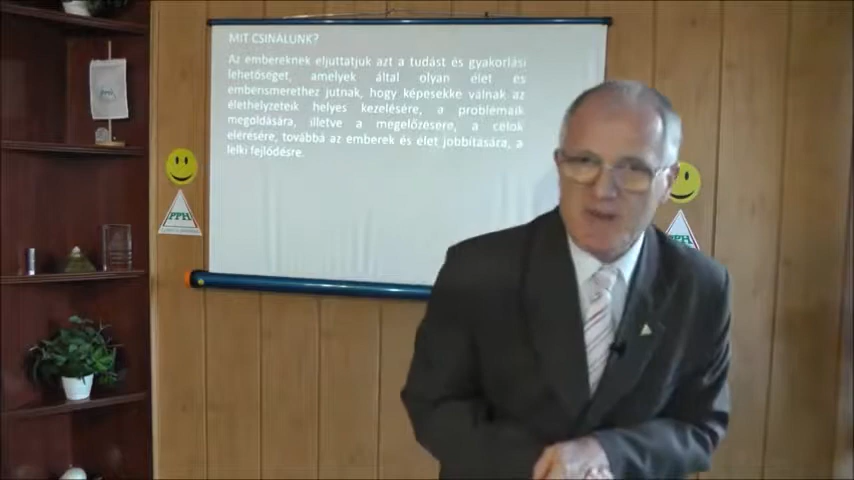 MIT CSINÁLUNK?
Az embereknek eljuttatjuk azt a tudást és gyakorlási
lehetőséget, amelyek által olyan élet és
emberismerethez jutnak, hogy képesekké válnak az
élethelyzeteik helyes kezelésére, a problémáik
megoldására, illetve a megelőzésére, a célok
elérésére, továbbá az emberek és élet jobbítására, a
lelki fejlődésre.
PPH
PPH